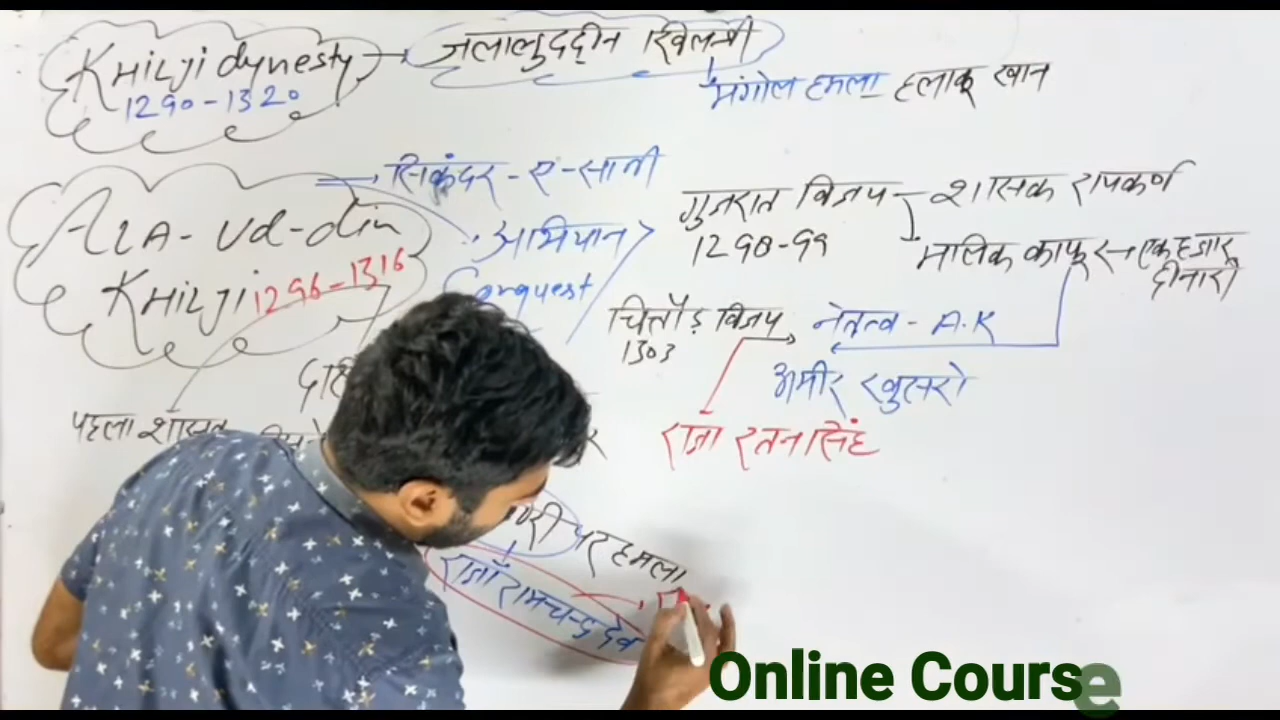 KHILJi dynesty
1290-1320
जलालुद्दीन खिलजी
मंगोल हमला हलाकू खान
सिकंदर-ए-सानी
ALA-Ud-din
KHILJi 1296-1316
अभियान
Conquest
गुजरात विजय
1298-99
शासक रायकर्ण
मालिक काफूर → एक हजार
दीनारी
चित्तौड़ विजय
1303
नेतृत्व - A.K
अमीर खुसरो
राजा रतनसिंह
पहला शासक
पर हमला
राजा रामचन्द्र देव
Online Course